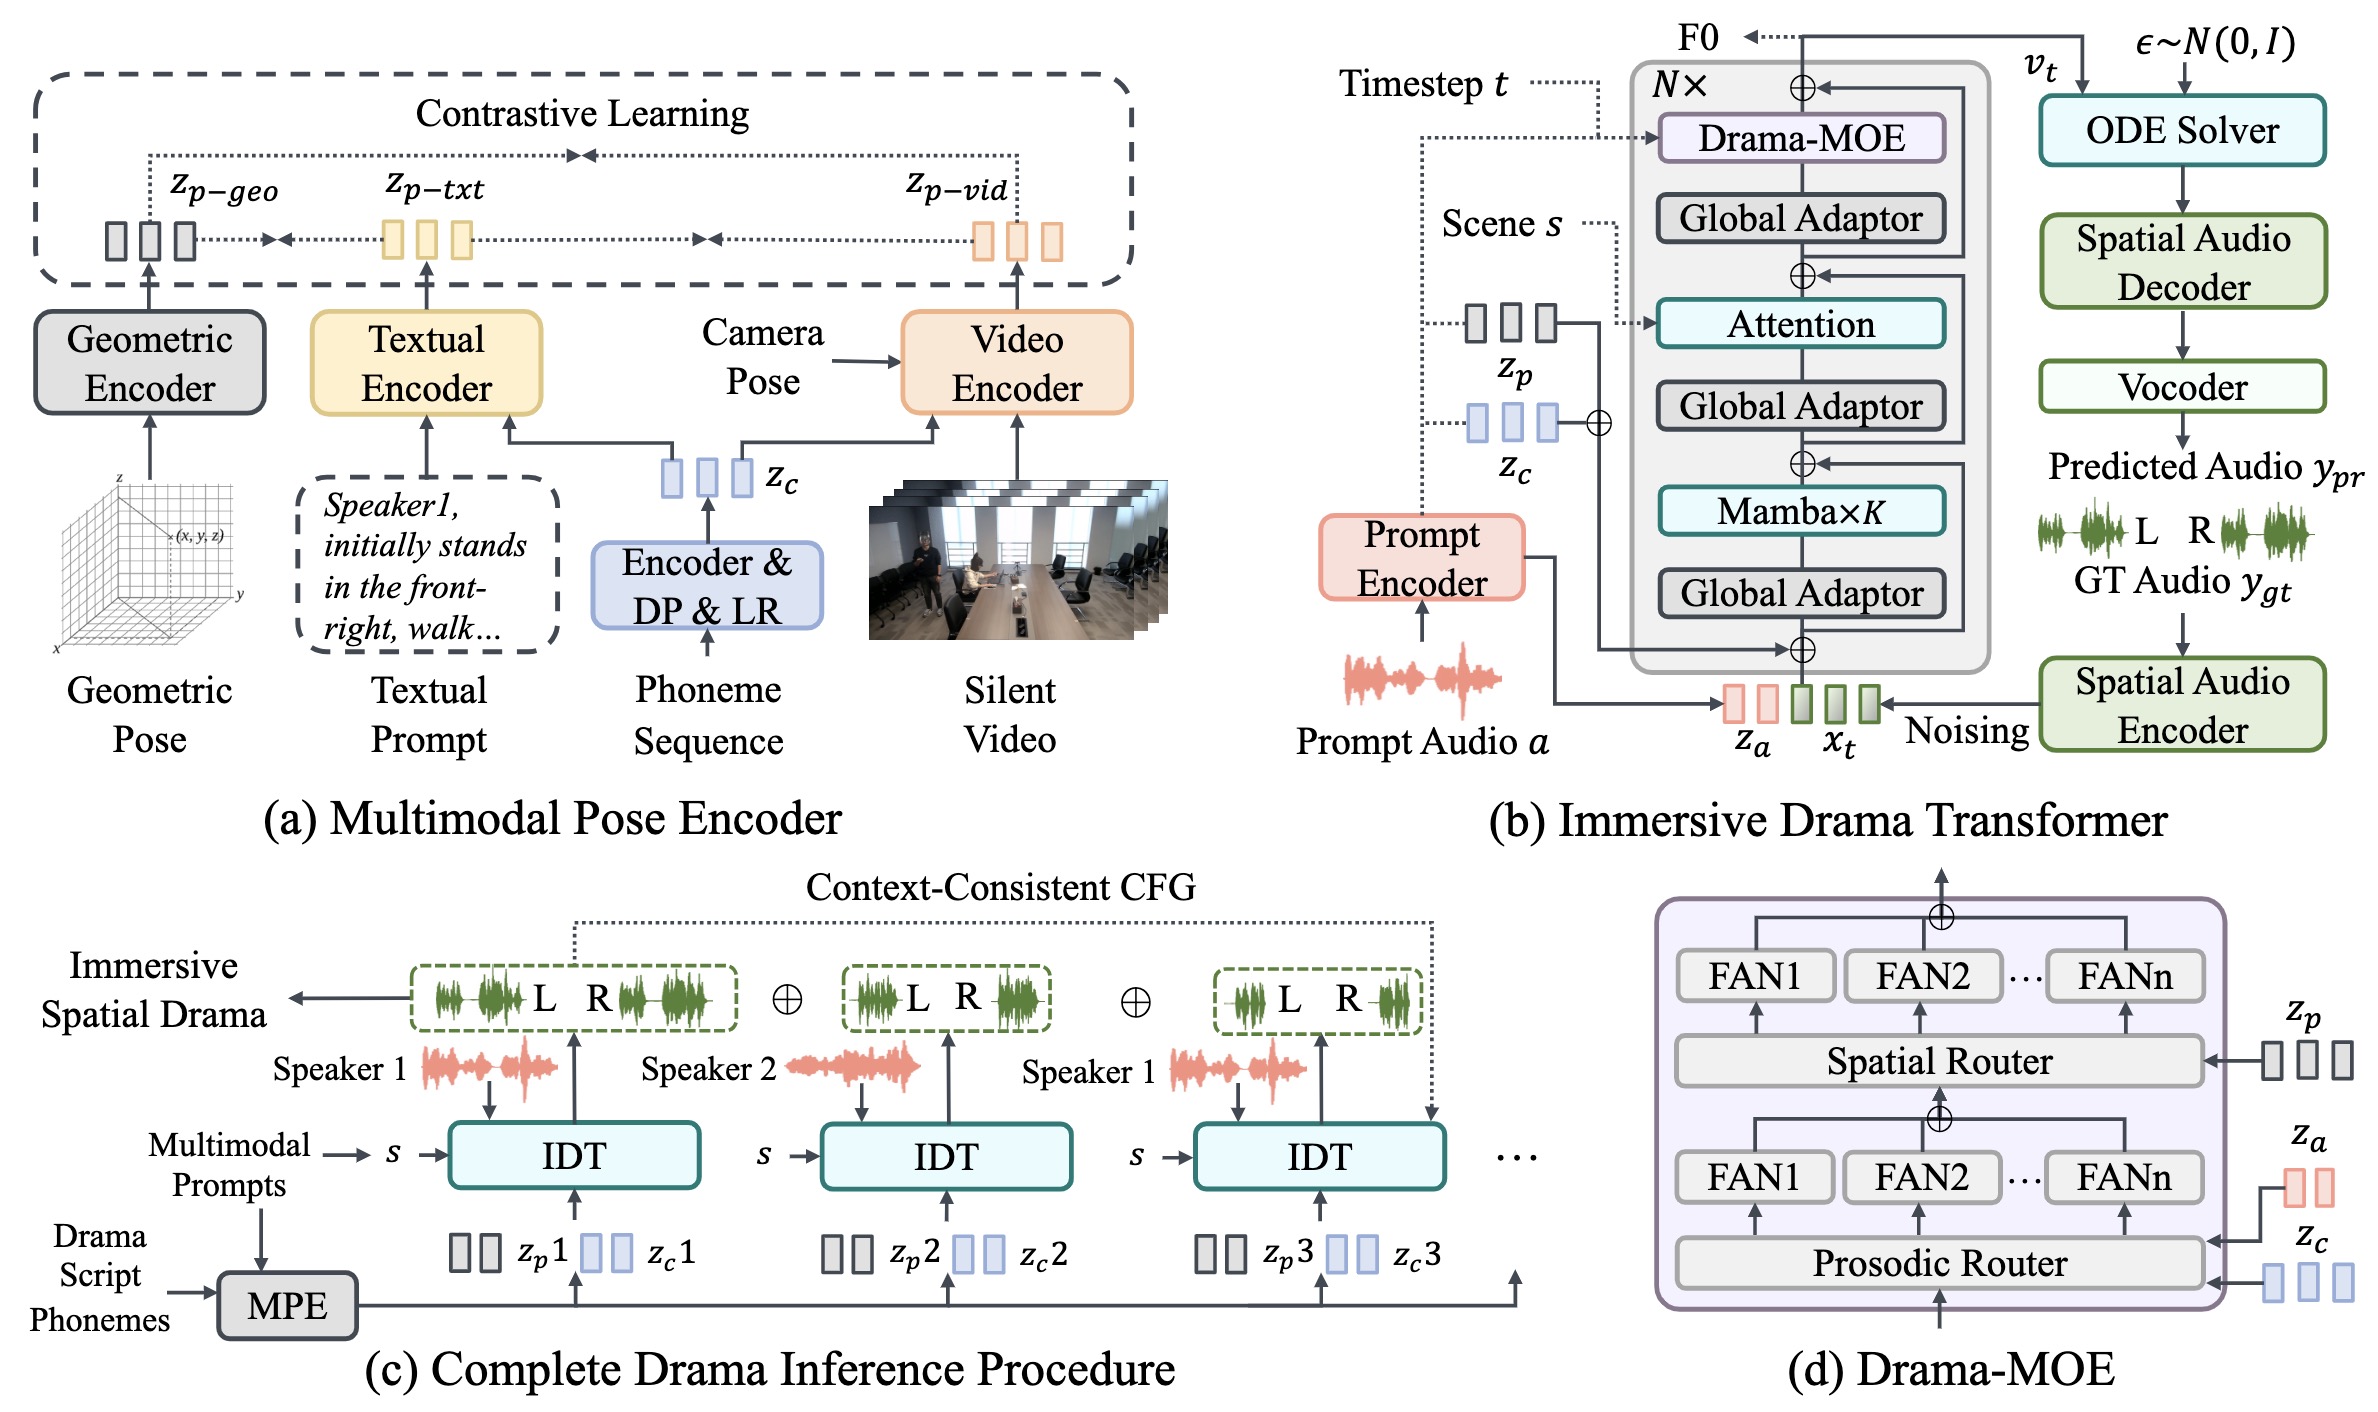 Contrastive Learning
z_{p-geo}
z_{p-txt}
z_{p-vid}
Geometric
Encoder
Textual
Encoder
Camera
Pose
Video
Encoder
z
(x, y, z)
y
x
Speaker1,
initially stands
in the front-
right, walk...
z_c
Encoder &
DP & LR
Geometric
Pose
Textual
Prompt
Phoneme
Sequence
Silent
Video
(a) Multimodal Pose Encoder
F0
v_t
ϵ~N(0, I)
Timestep t
N×
Drama-MOE
ODE Solver
Scene s
Global Adaptor
Spatial Audio
Decoder
Attention
z_p
Global Adaptor
Vocoder
z_c
Predicted Audio y_{pr}
Mamba×K
L R
Prompt
Encoder
Global Adaptor
GT Audio y_{gt}
Spatial Audio
Encoder
Noising
z_a
x_t
Prompt Audio a
(b) Immersive Drama Transformer
Context-Consistent CFG
Immersive
Spatial Drama
L R
L R
L R
Speaker 1
Speaker 2
Speaker 1
Multimodal
Prompts
s
IDT
s
IDT
s
IDT
...
Drama
Script
Phonemes
z_p1
z_c1
z_p2
z_c2
z_p3
z_c3
MPE
(c) Complete Drama Inference Procedure
FAN1
FAN2
...
FANn
z_p
Spatial Router
z_a
FAN1
FAN2
...
FANn
z_c
Prosodic Router
(d) Drama-MOE